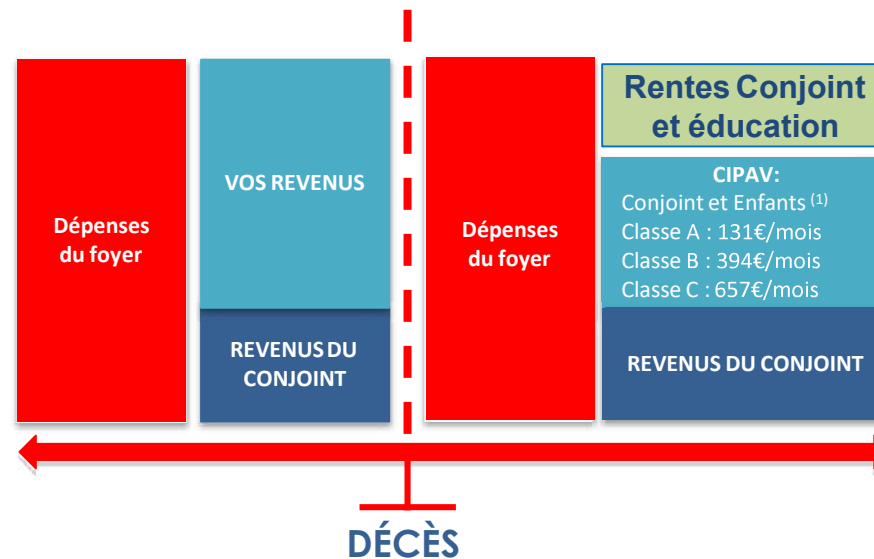 Dépenses
du foyer
VOS REVENUS
REVENUS DU
CONJOINT
Dépenses
du foyer
Rentes Conjoint
et éducation
CIPAV:
Conjoint et Enfants (1)
Classe A : 131€/mois
Classe B : 394€/mois
Classe C : 657€/mois
REVENUS DU CONJOINT
DÉCÈS